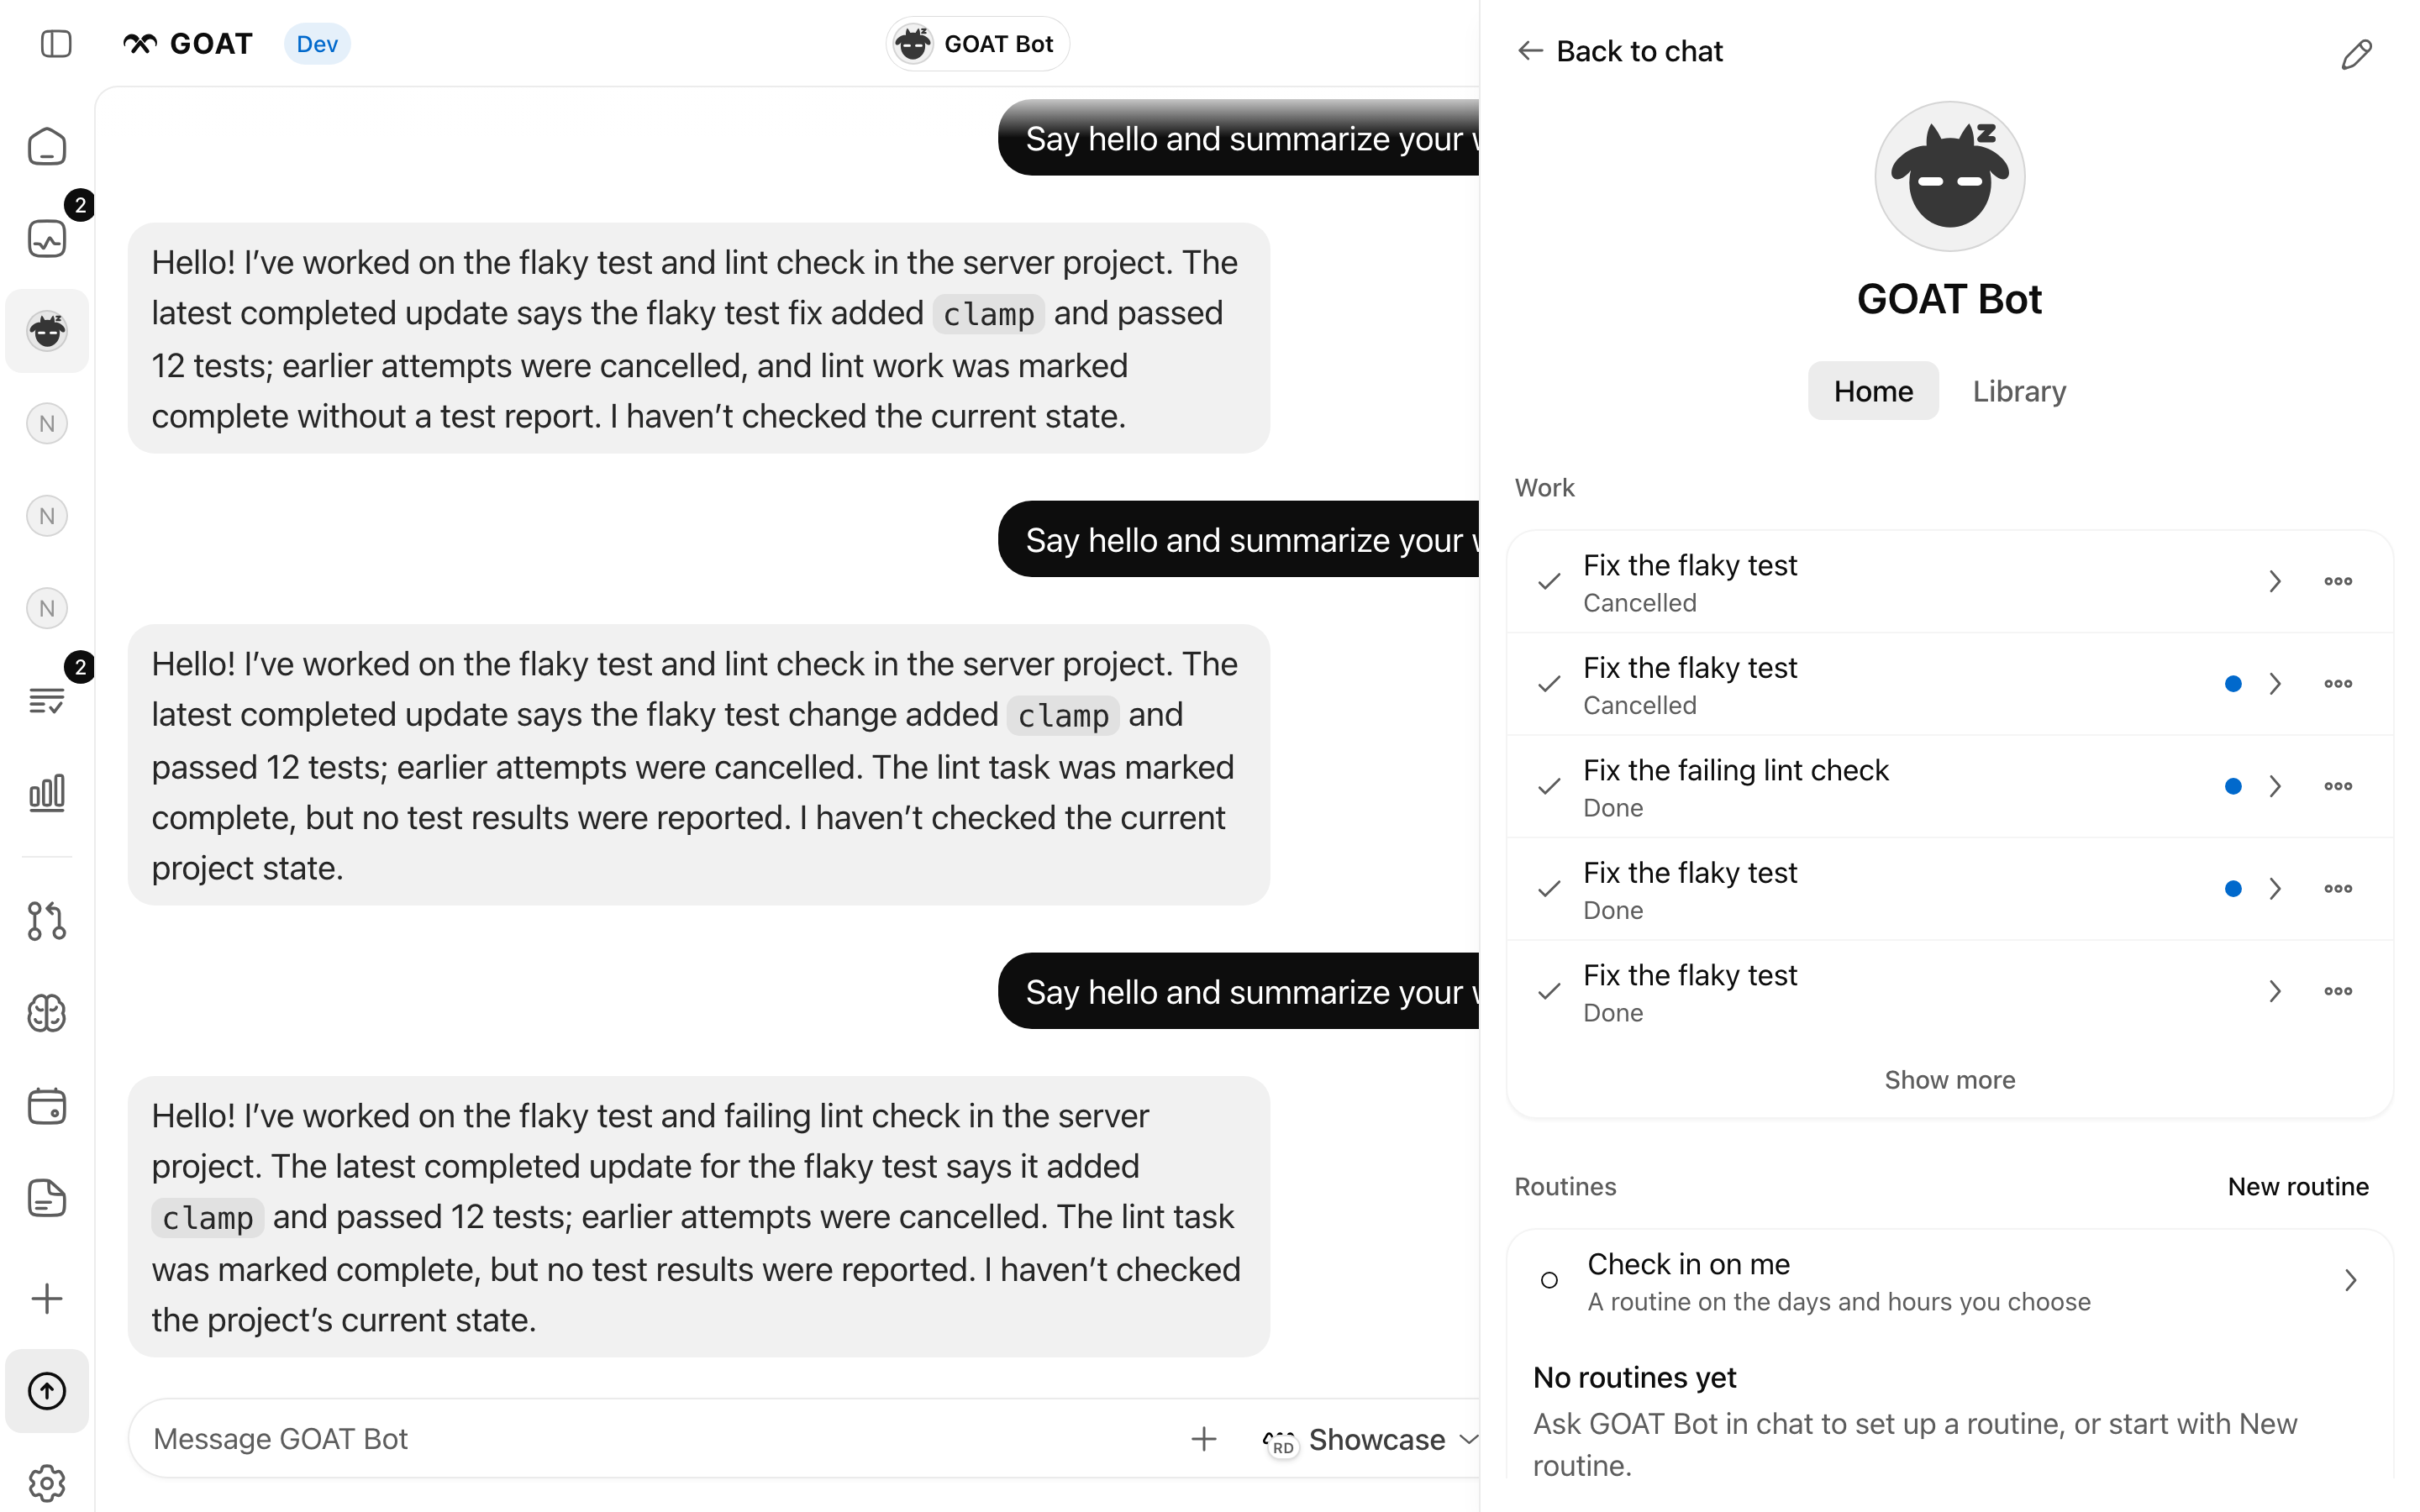 GOAT
Dev
GOAT Bot
2
N
N
N
2
Say hello and summarize your
Hello! I’ve worked on the flaky test and lint check in the server project. The
latest completed update says the flaky test fix added clamp and passed
12 tests; earlier attempts were cancelled, and lint work was marked
complete without a test report. I haven’t checked the current state.
Say hello and summarize your
Hello! I’ve worked on the flaky test and lint check in the server project. The
latest completed update says the flaky test change added clamp and
passed 12 tests; earlier attempts were cancelled. The lint task was marked
complete, but no test results were reported. I haven’t checked the current
project state.
Say hello and summarize your
Hello! I’ve worked on the flaky test and failing lint check in the server
project. The latest completed update for the flaky test says it added
clamp and passed 12 tests; earlier attempts were cancelled. The lint task
was marked complete, but no test results were reported. I haven’t checked
the project’s current state.
Message GOAT Bot
RD
Showcase
Back to chat
z
GOAT Bot
Home
Library
Work
Fix the flaky test
Cancelled
Fix the flaky test
Cancelled
Fix the failing lint check
Done
Fix the flaky test
Done
Fix the flaky test
Done
Show more
Routines
New routine
Check in on me
A routine on the days and hours you choose
No routines yet
Ask GOAT Bot in chat to set up a routine, or start with New
routine.